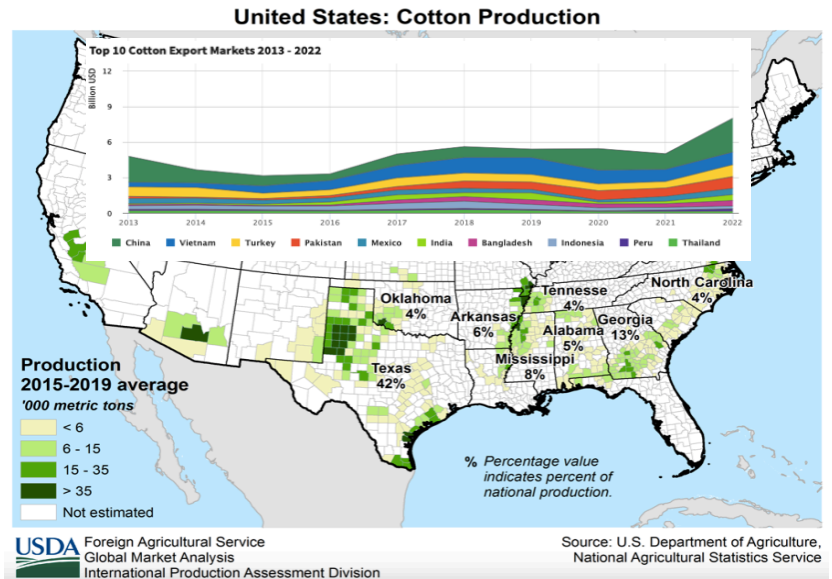 United States: Cotton Production
Top 10 Cotton Export Markets 2013 - 2022
Billion USD
12
9
6
3
0
2013 2014 2015 2016 2017 2018 2019 2020 2021 2022
China Vietnam Turkey Pakistan Mexico India Bangladesh Indonesia Peru Thailand
Oklahoma
4%
Tennesse
4%
North Carolina
4%
Arkansas
6%
Alabama
5%
Georgia
13%
Mississippi
8%
Texas
42%
Production
2015-2019 average
'000 metric tons
< 6
6 - 15
15 - 35
> 35
Not estimated
% Percentage value
indicates percent of
national production.
USDA
Foreign Agricultural Service
Global Market Analysis
International Production Assessment Division
Source: U.S. Department of Agriculture,
National Agricultural Statistics Service